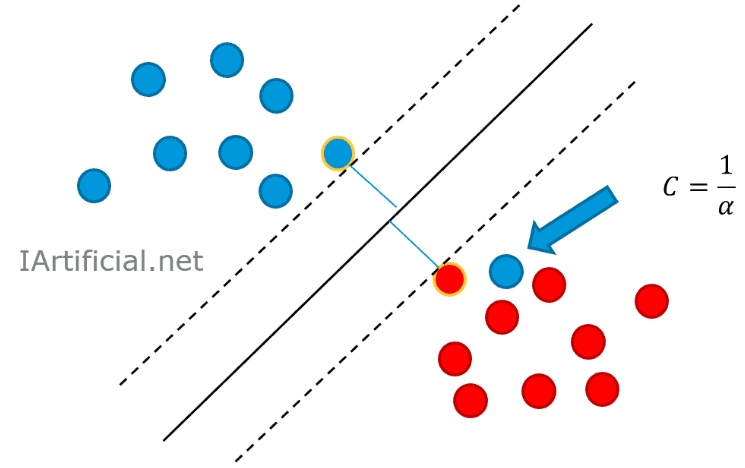 C = 1/α
IArtificial.net